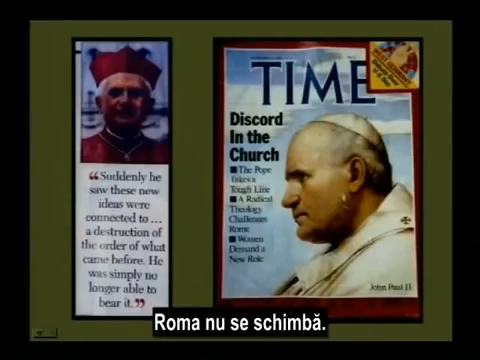 ❝Suddenly he
saw these new
ideas were
connected to ...
a destruction of
the order of what
came before. He
was simply no
longer able to
bear it.❞
TIME
Discord
In the
Church
■ The Pope
Takes a
Tough Line
■ A Radical
Theology
Challenges
Rome
■ Women
Demand a
New Role
John Paul II
Roma nu se schimbă.